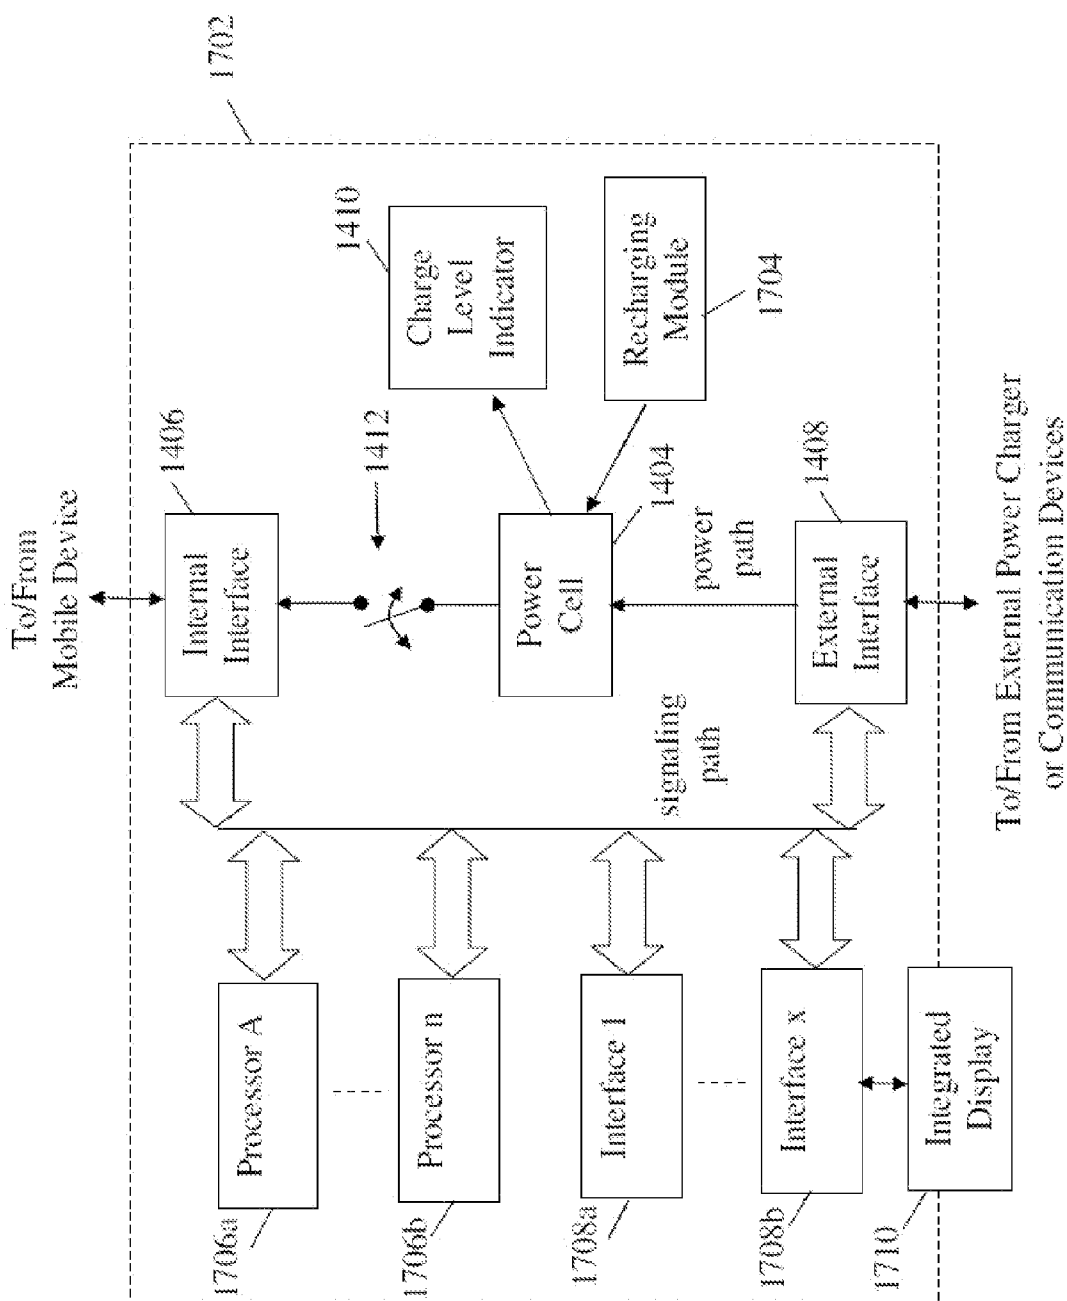 1702
To/From
Mobile Device
1406
Internal
Interface
1412
1410
Charge
Level
Indicator
Recharging
Module
1704
Power
Cell
1404
power
path
1408
External
Interface
signaling
path
To/From External Power Charger
or Communication Devices
Processor A
1706a
Processor n
1706b
Interface 1
1708a
Interface x
1708b
Integrated
Display
1710